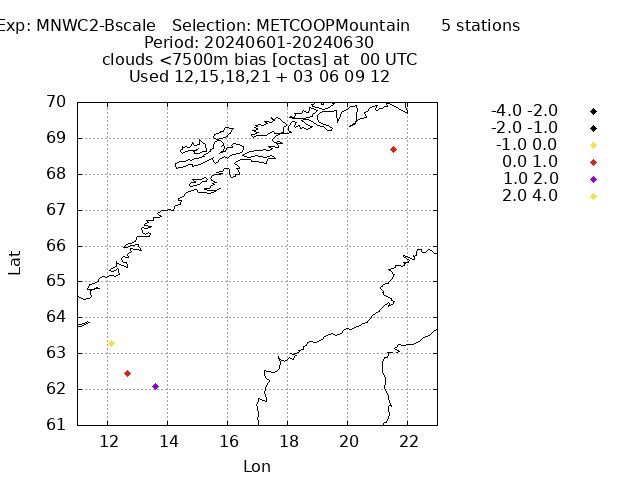 Exp: MNWC2-Bscale   Selection: METCOOPMountain      5 stations
Period: 20240601-20240630
clouds <7500m bias [octas] at  00 UTC
Used 12,15,18,21 + 03 06 09 12
-4.0 -2.0
-2.0 -1.0
-1.0 0.0
0.0 1.0
1.0 2.0
2.0 4.0
70
69
68
67
66
65
64
63
62
61
Lat
12 14 16 18 20 22
Lon